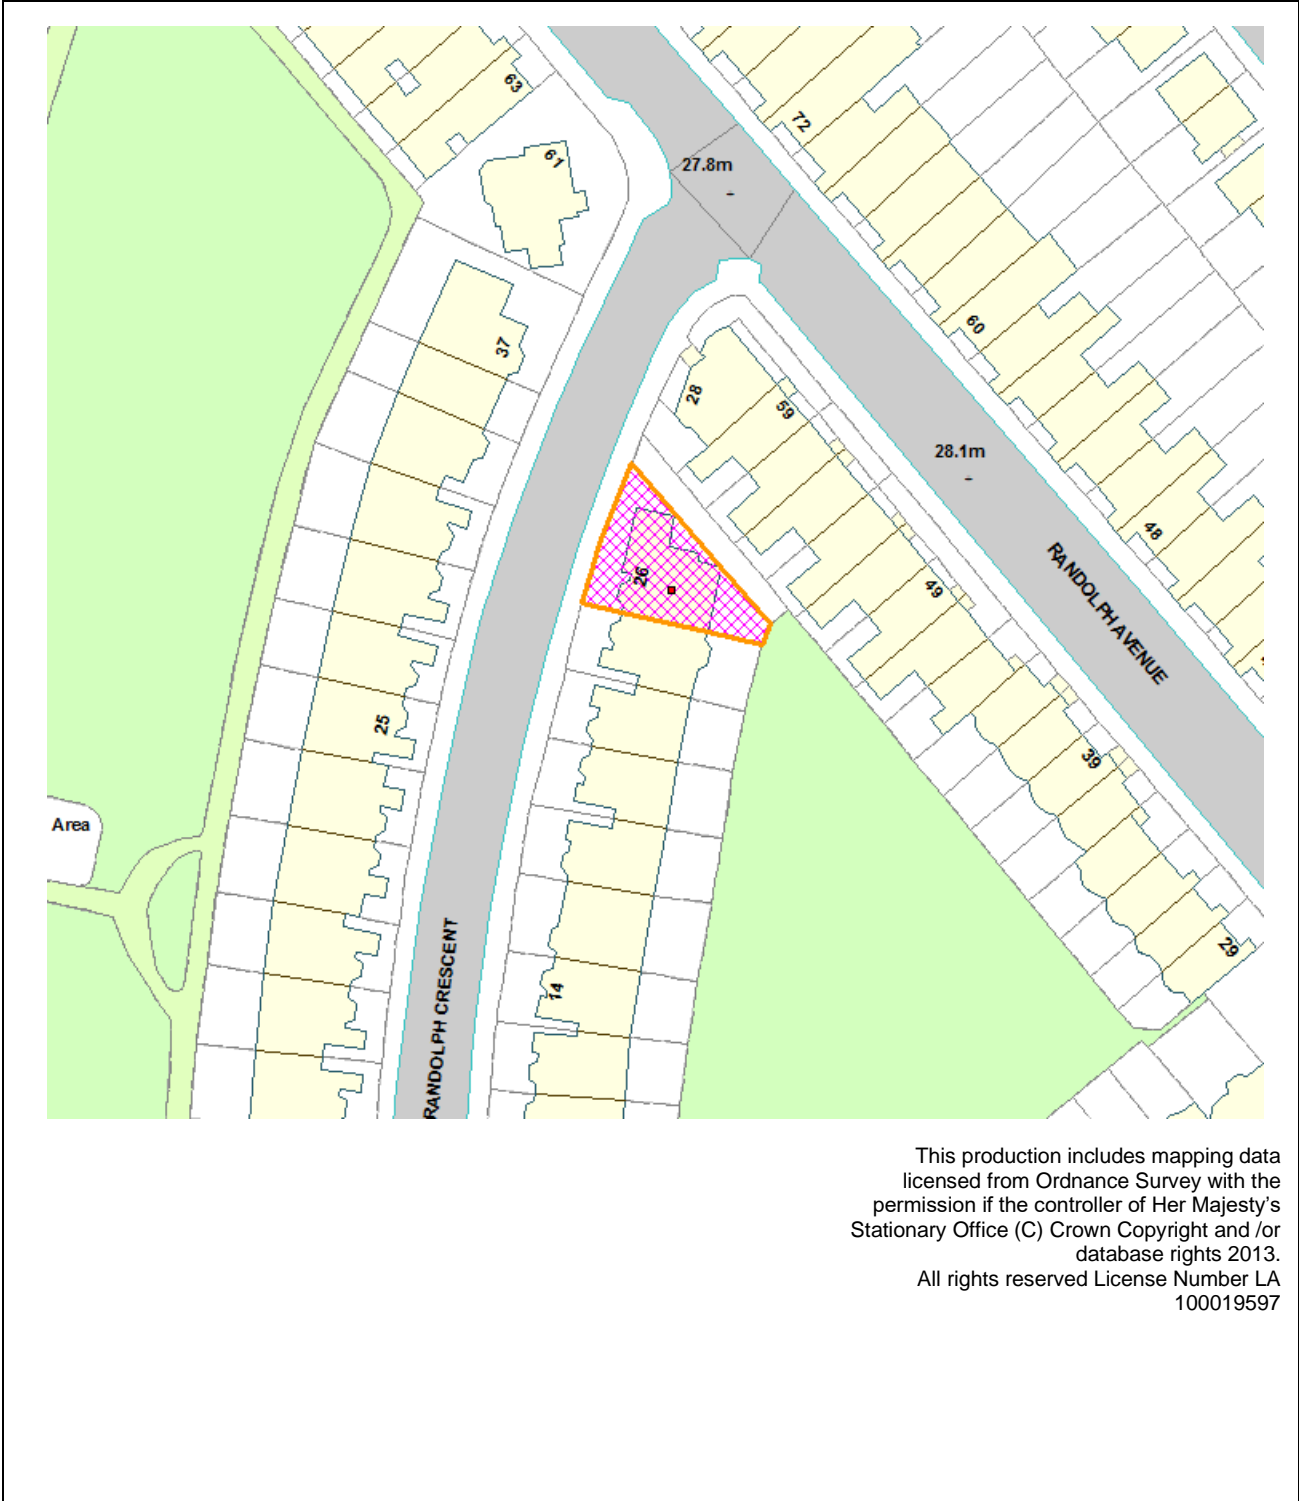 63
72
61
27.8m
60
37
28
59
28.1m
48
26
49
RANDOLPH AVENUE
25
39
Area
29
14
RANDOLPH CRESCENT
This production includes mapping data
licensed from Ordnance Survey with the
permission if the controller of Her Majesty's
Stationary Office (C) Crown Copyright and /or
database rights 2013.
All rights reserved License Number LA
100019597